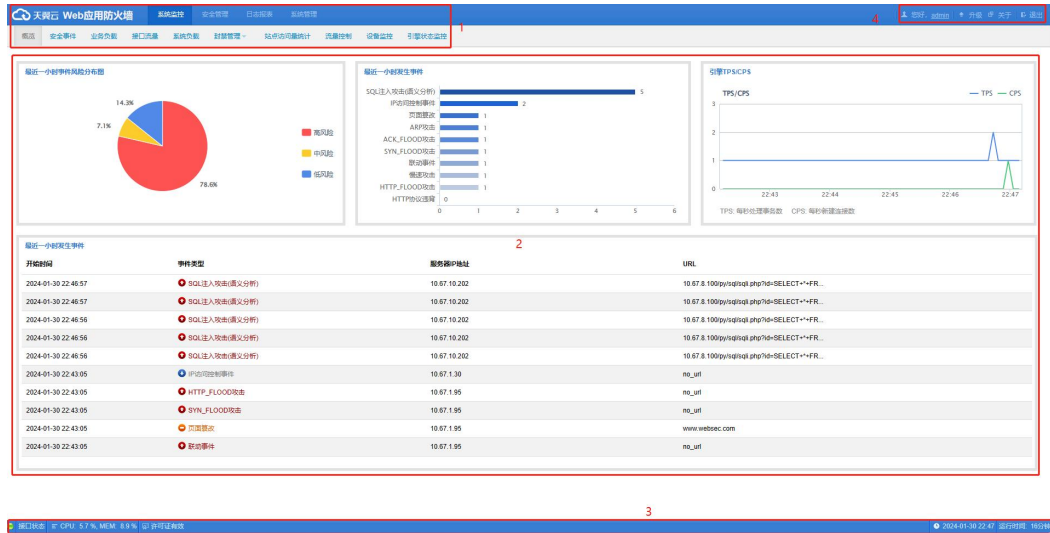 天翼云 Web应用防火墙 系统监控 安全管理 日志报表 系统管理 4 您好, admin 升级 关于 退出
1
概览 安全事件 业务负载 接口流量 系统负载 封禁管理 站点访问量统计 流量控制 设备监控 引擎状态监控
最近一小时事件风险分布图
14.3%
7.1%
78.6%
高风险
中风险
低风险
最近一小时发生事件
SQL注入攻击(语义分析) 5
IP访问控制事件 2
页面篡改 1
ARP攻击 1
ACK_FLOOD攻击 1
SYN_FLOOD攻击 1
联动事件 1
慢速攻击 1
HTTP_FLOOD攻击 1
HTTP协议违背 0
0 1 2 3 4 5 6
引擎TPS/CPS
TPS/CPS TPS CPS
3
2
1
0
22:43 22:44 22:45 22:46 22:47
TPS: 每秒处理事务数 CPS: 每秒新建连接数
2
最近一小时发生事件
开始时间 事件类型 服务器IP地址 URL
2024-01-30 22:46:57 SQL注入攻击(语义分析) 10.67.10.202 10.67.8.100/py/sql/sqli.php?id=SELECT+*+FR...
2024-01-30 22:46:57 SQL注入攻击(语义分析) 10.67.10.202 10.67.8.100/py/sql/sqli.php?id=SELECT+*+FR...
2024-01-30 22:46:56 SQL注入攻击(语义分析) 10.67.10.202 10.67.8.100/py/sql/sqli.php?id=SELECT+*+FR...
2024-01-30 22:46:56 SQL注入攻击(语义分析) 10.67.10.202 10.67.8.100/py/sql/sqli.php?id=SELECT+*+FR...
2024-01-30 22:46:56 SQL注入攻击(语义分析) 10.67.10.202 10.67.8.100/py/sql/sqli.php?id=SELECT+*+FR...
2024-01-30 22:43:05 IP访问控制事件 10.67.1.30 no_url
2024-01-30 22:43:05 HTTP_FLOOD攻击 10.67.1.95 no_url
2024-01-30 22:43:05 SYN_FLOOD攻击 10.67.1.95 no_url
2024-01-30 22:43:05 页面篡改 10.67.1.95 www.websec.com
2024-01-30 22:43:05 联动事件 10.67.1.95 no_url
3
接口状态 CPU: 5.7 %, MEM: 8.9 % 许可证有效 2024-01-30 22:47 运行时间: 16分钟